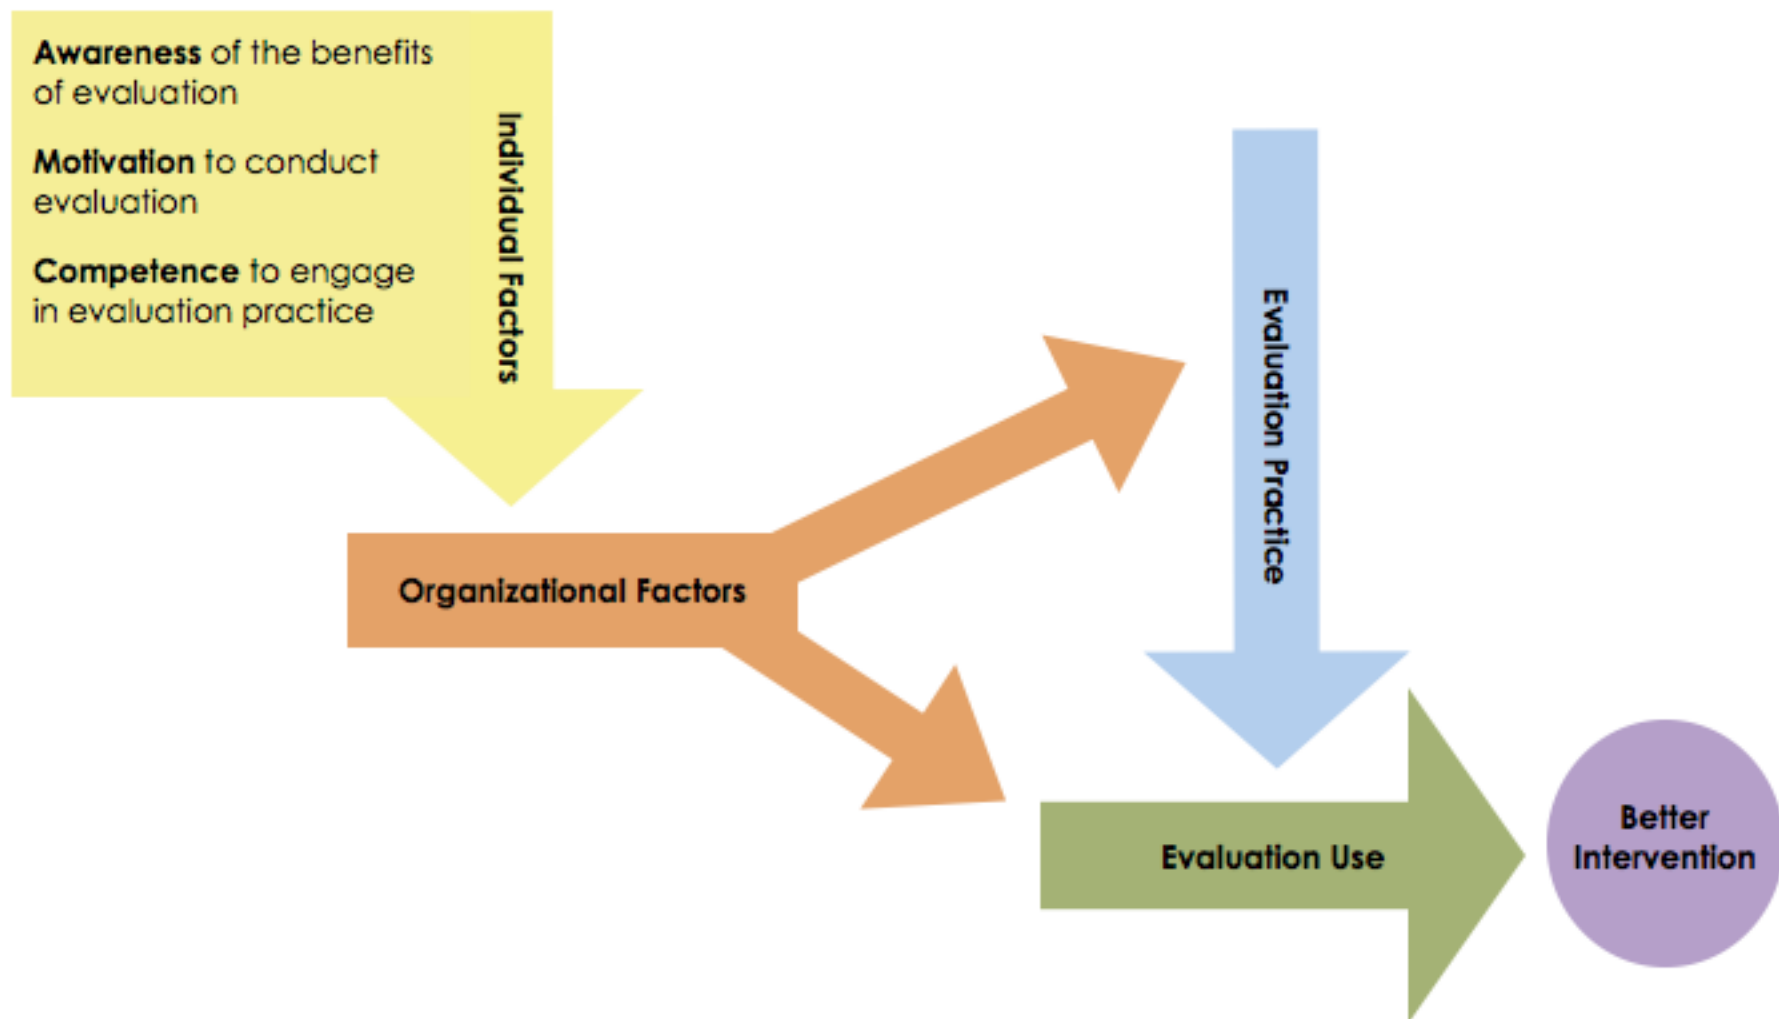 Awareness of the benefits
of evaluation
Motivation to conduct
evaluation
Competence to engage
in evaluation practice
Individual Factors
Organizational Factors
Evaluation Practice
Evaluation Use
Better
Intervention